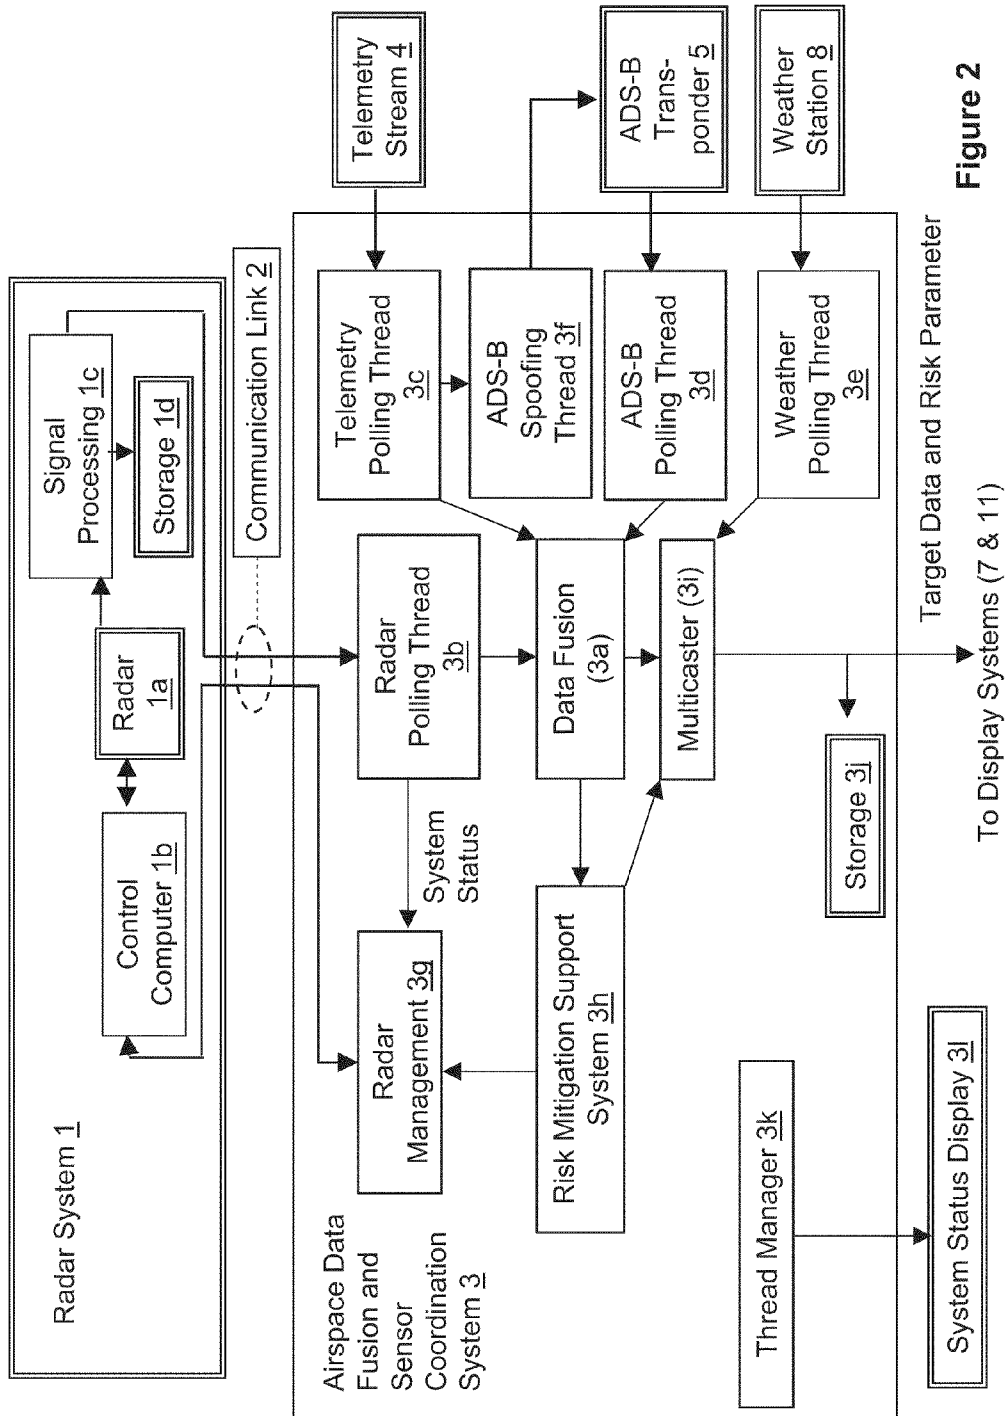 Radar System 1
Control
Computer 1b
Radar
1a
Signal
Processing 1c
Storage 1d
Communication Link 2
Airspace Data
Fusion and
Sensor
Coordination
System 3
Radar
Management 3g
System
Status
Radar
Polling Thread
3b
Telemetry
Polling Thread
3c
Telemetry
Stream 4
ADS-B
Spoofing
Thread 3f
Risk Mitigation Support
System 3h
Data Fusion
(3a)
ADS-B
Polling Thread
3d
ADS-B
Trans-
ponder 5
Multicaster (3i)
Weather
Polling Thread
3e
Weather
Station 8
Thread Manager 3k
Storage 3j
System Status Display 3l
Target Data and Risk Parameter
To Display Systems (7 & 11)
Figure 2